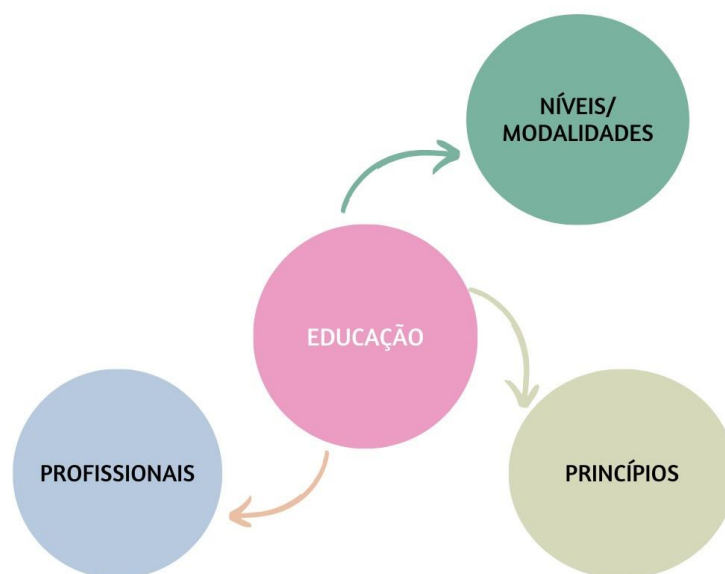 NÍVEIS/
MODALIDADES
EDUCAÇÃO
PROFISSIONAIS
PRINCÍPIOS